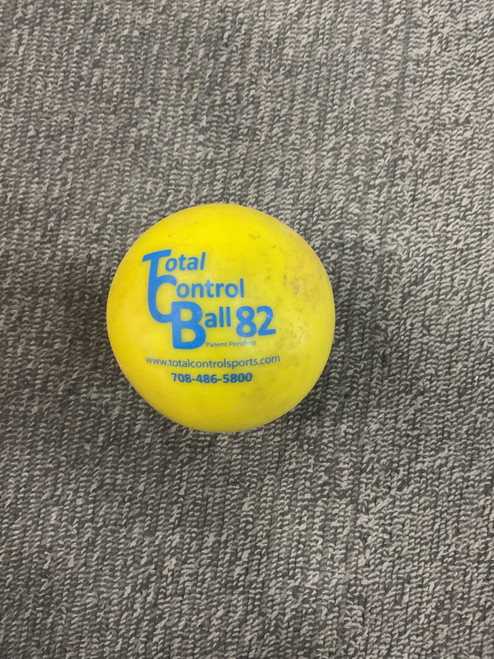 Total
Control
Ball 82
Patent Pending
www.totalcontrolsports.com
708-486-5800